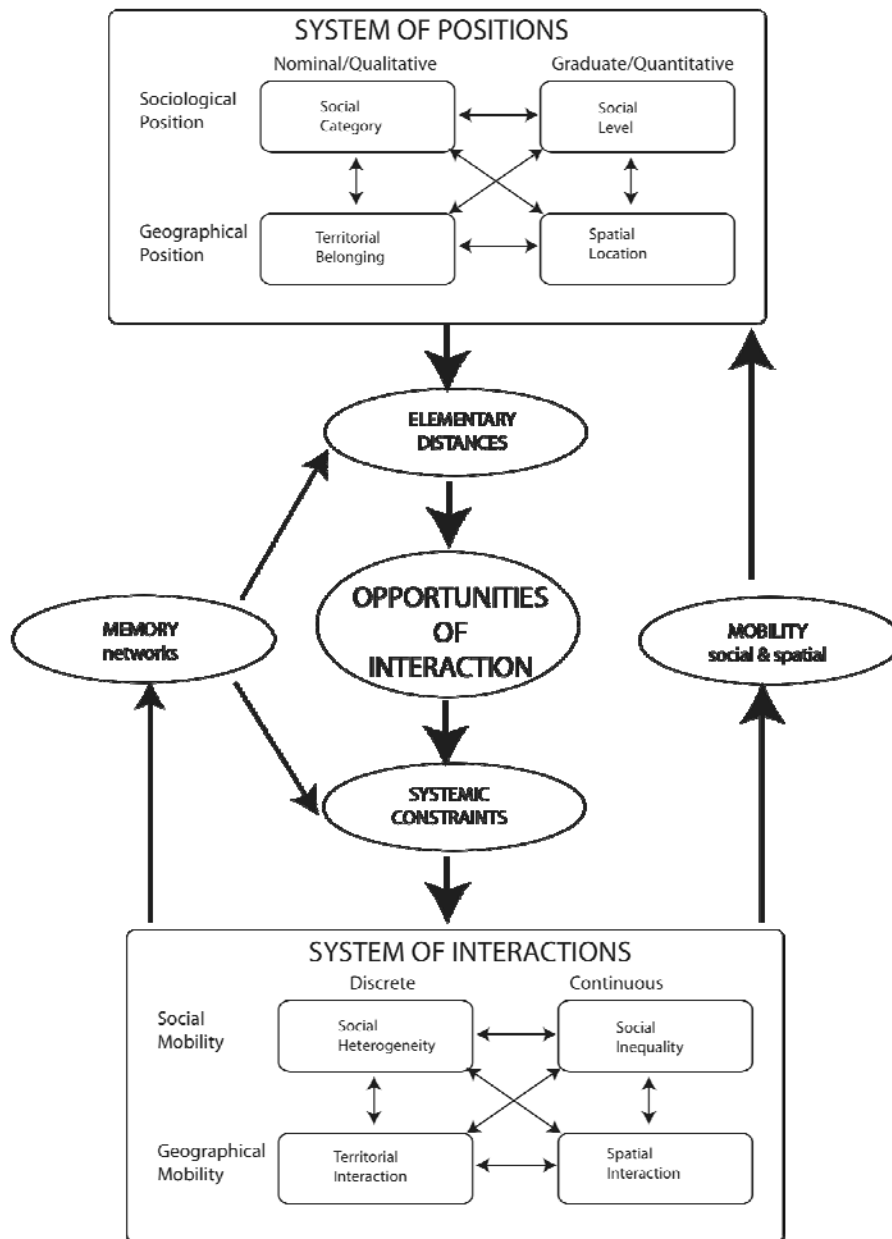 SYSTEM OF POSITIONS
Nominal/Qualitative
Graduate/Quantitative
Sociological
Position
Social
Category
Social
Level
Geographical
Position
Territorial
Belonging
Spatial
Location
ELEMENTARY
DISTANCES
OPPORTUNITIES
OF
INTERACTION
MEMORY
networks
MOBILITY
social & spatial
SYSTEMIC
CONSTRAINTS
SYSTEM OF INTERACTIONS
Discrete
Continuous
Social
Mobility
Social
Heterogeneity
Social
Inequality
Geographical
Mobility
Territorial
Interaction
Spatial
Interaction